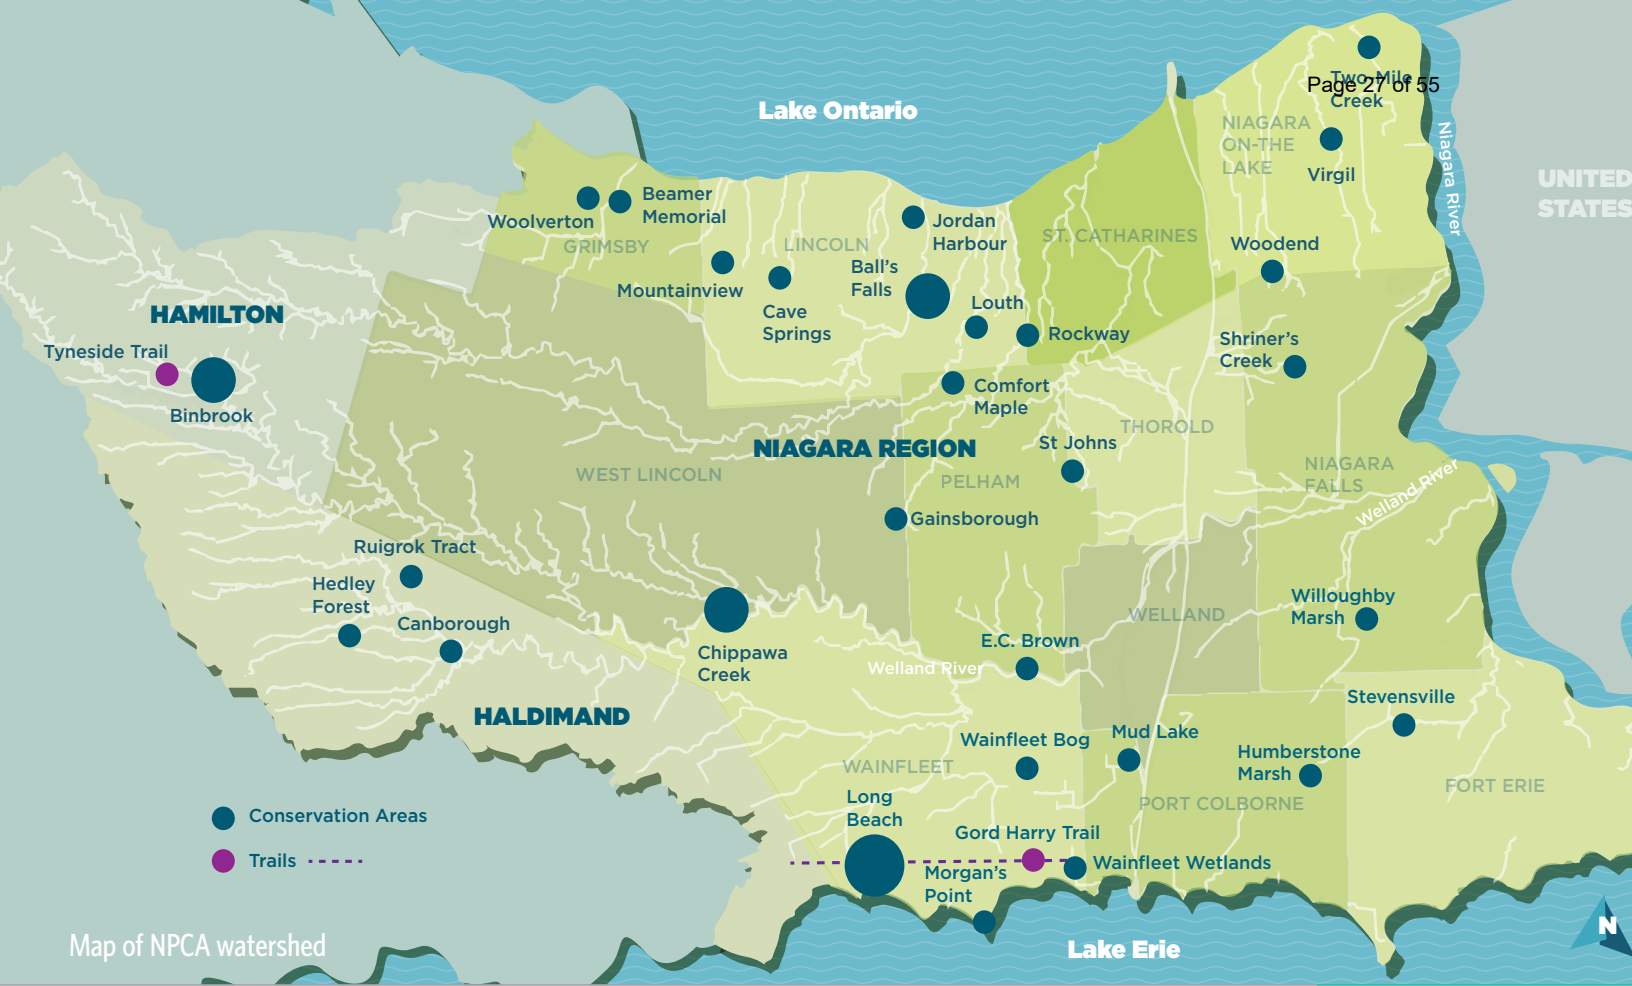 Lake Ontario
Two-Mile
Creek
Page 27 of 55
NIAGARA
ON-THE
LAKE
Virgil
Niagara River
UNITED
STATES
Beamer
Memorial
Woolverton
GRIMSBY
Jordan
Harbour
LINCOLN
ST. CATHARINES
Woodend
Ball's
Falls
Mountainview
Cave
Springs
Louth
Rockway
HAMILTON
Tyneside Trail
Binbrook
Shriner's
Creek
Comfort
Maple
THOROLD
St Johns
NIAGARA REGION
WEST LINCOLN
PELHAM
NIAGARA
FALLS
Welland River
Gainsborough
Ruigrok Tract
Hedley
Forest
Canborough
Willoughby
Marsh
WELLAND
E.C. Brown
Chippawa
Creek
Welland River
Stevensville
HALDIMAND
Mud Lake
Wainfleet Bog
Humberstone
Marsh
WAINFLEET
FORT ERIE
Long
Beach
PORT COLBORNE
Conservation Areas
Gord Harry Trail
Trails
Wainfleet Wetlands
Morgan's
Point
Map of NPCA watershed
Lake Erie
N